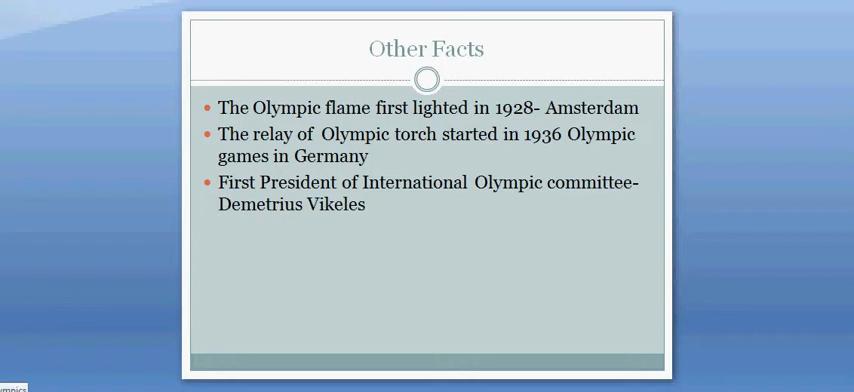 Other Facts
The Olympic flame first lighted in 1928- Amsterdam
The relay of Olympic torch started in 1936 Olympic
games in Germany
First President of International Olympic committee-
Demetrius Vikeles
ympics